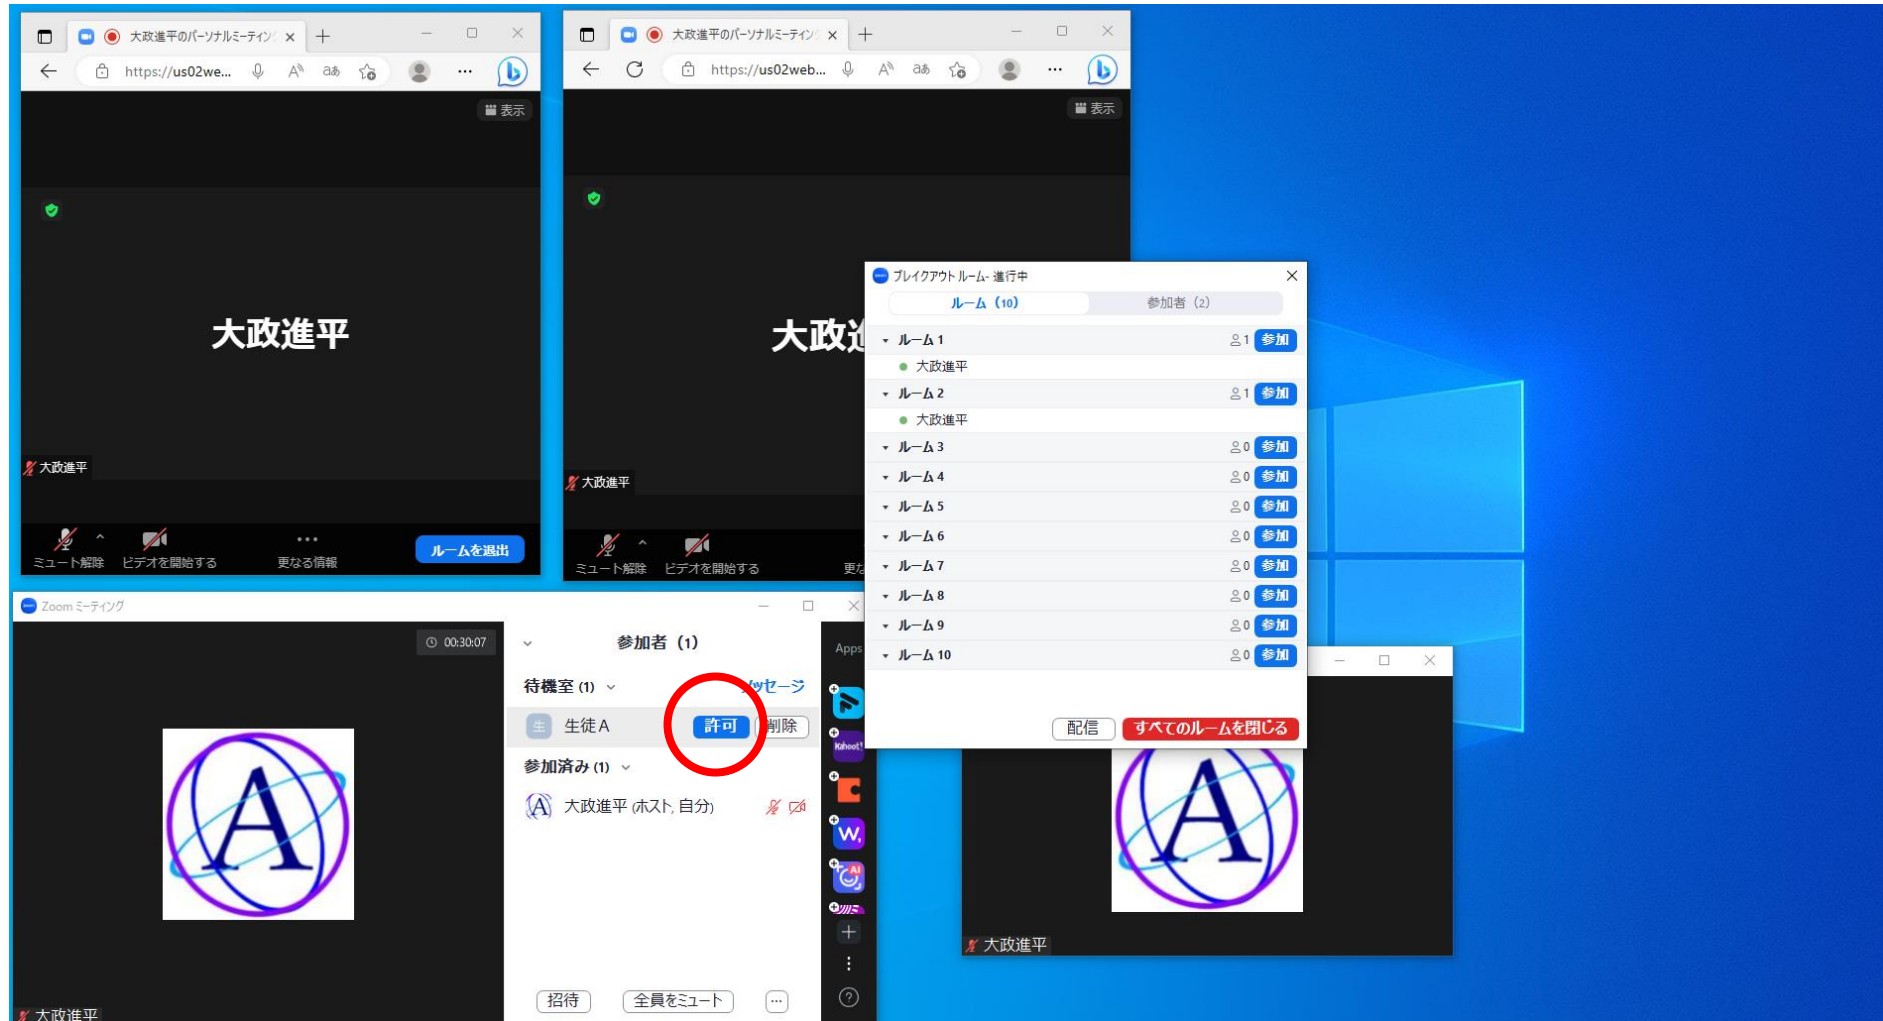 大政進平のパーソナルミーティング
https://us02we...
表示
大政進平
大政進平
ミュート解除
ビデオを開始する
更なる情報
ルームを退出
大政進平のパーソナルミーティング
https://us02web...
表示
大政進
大政進平
ミュート解除
ビデオを開始する
更な
ブレイクアウト ルーム- 進行中
ルーム (10)
参加者 (2)
ルーム 1
1 参加
大政進平
ルーム 2
1 参加
大政進平
ルーム 3
0 参加
ルーム 4
0 参加
ルーム 5
0 参加
ルーム 6
0 参加
ルーム 7
0 参加
ルーム 8
0 参加
ルーム 9
0 参加
ルーム 10
0 参加
配信
すべてのルームを閉じる
Zoom ミーティング
00:30:07
参加者 (1)
Apps
待機室 (1)
メッセージ
生 生徒 A
許可
削除
Kahoot!
参加済み (1)
大政進平 (ホスト, 自分)
W,
AI
招待
全員をミュート
...
大政進平
A
A
大政進平